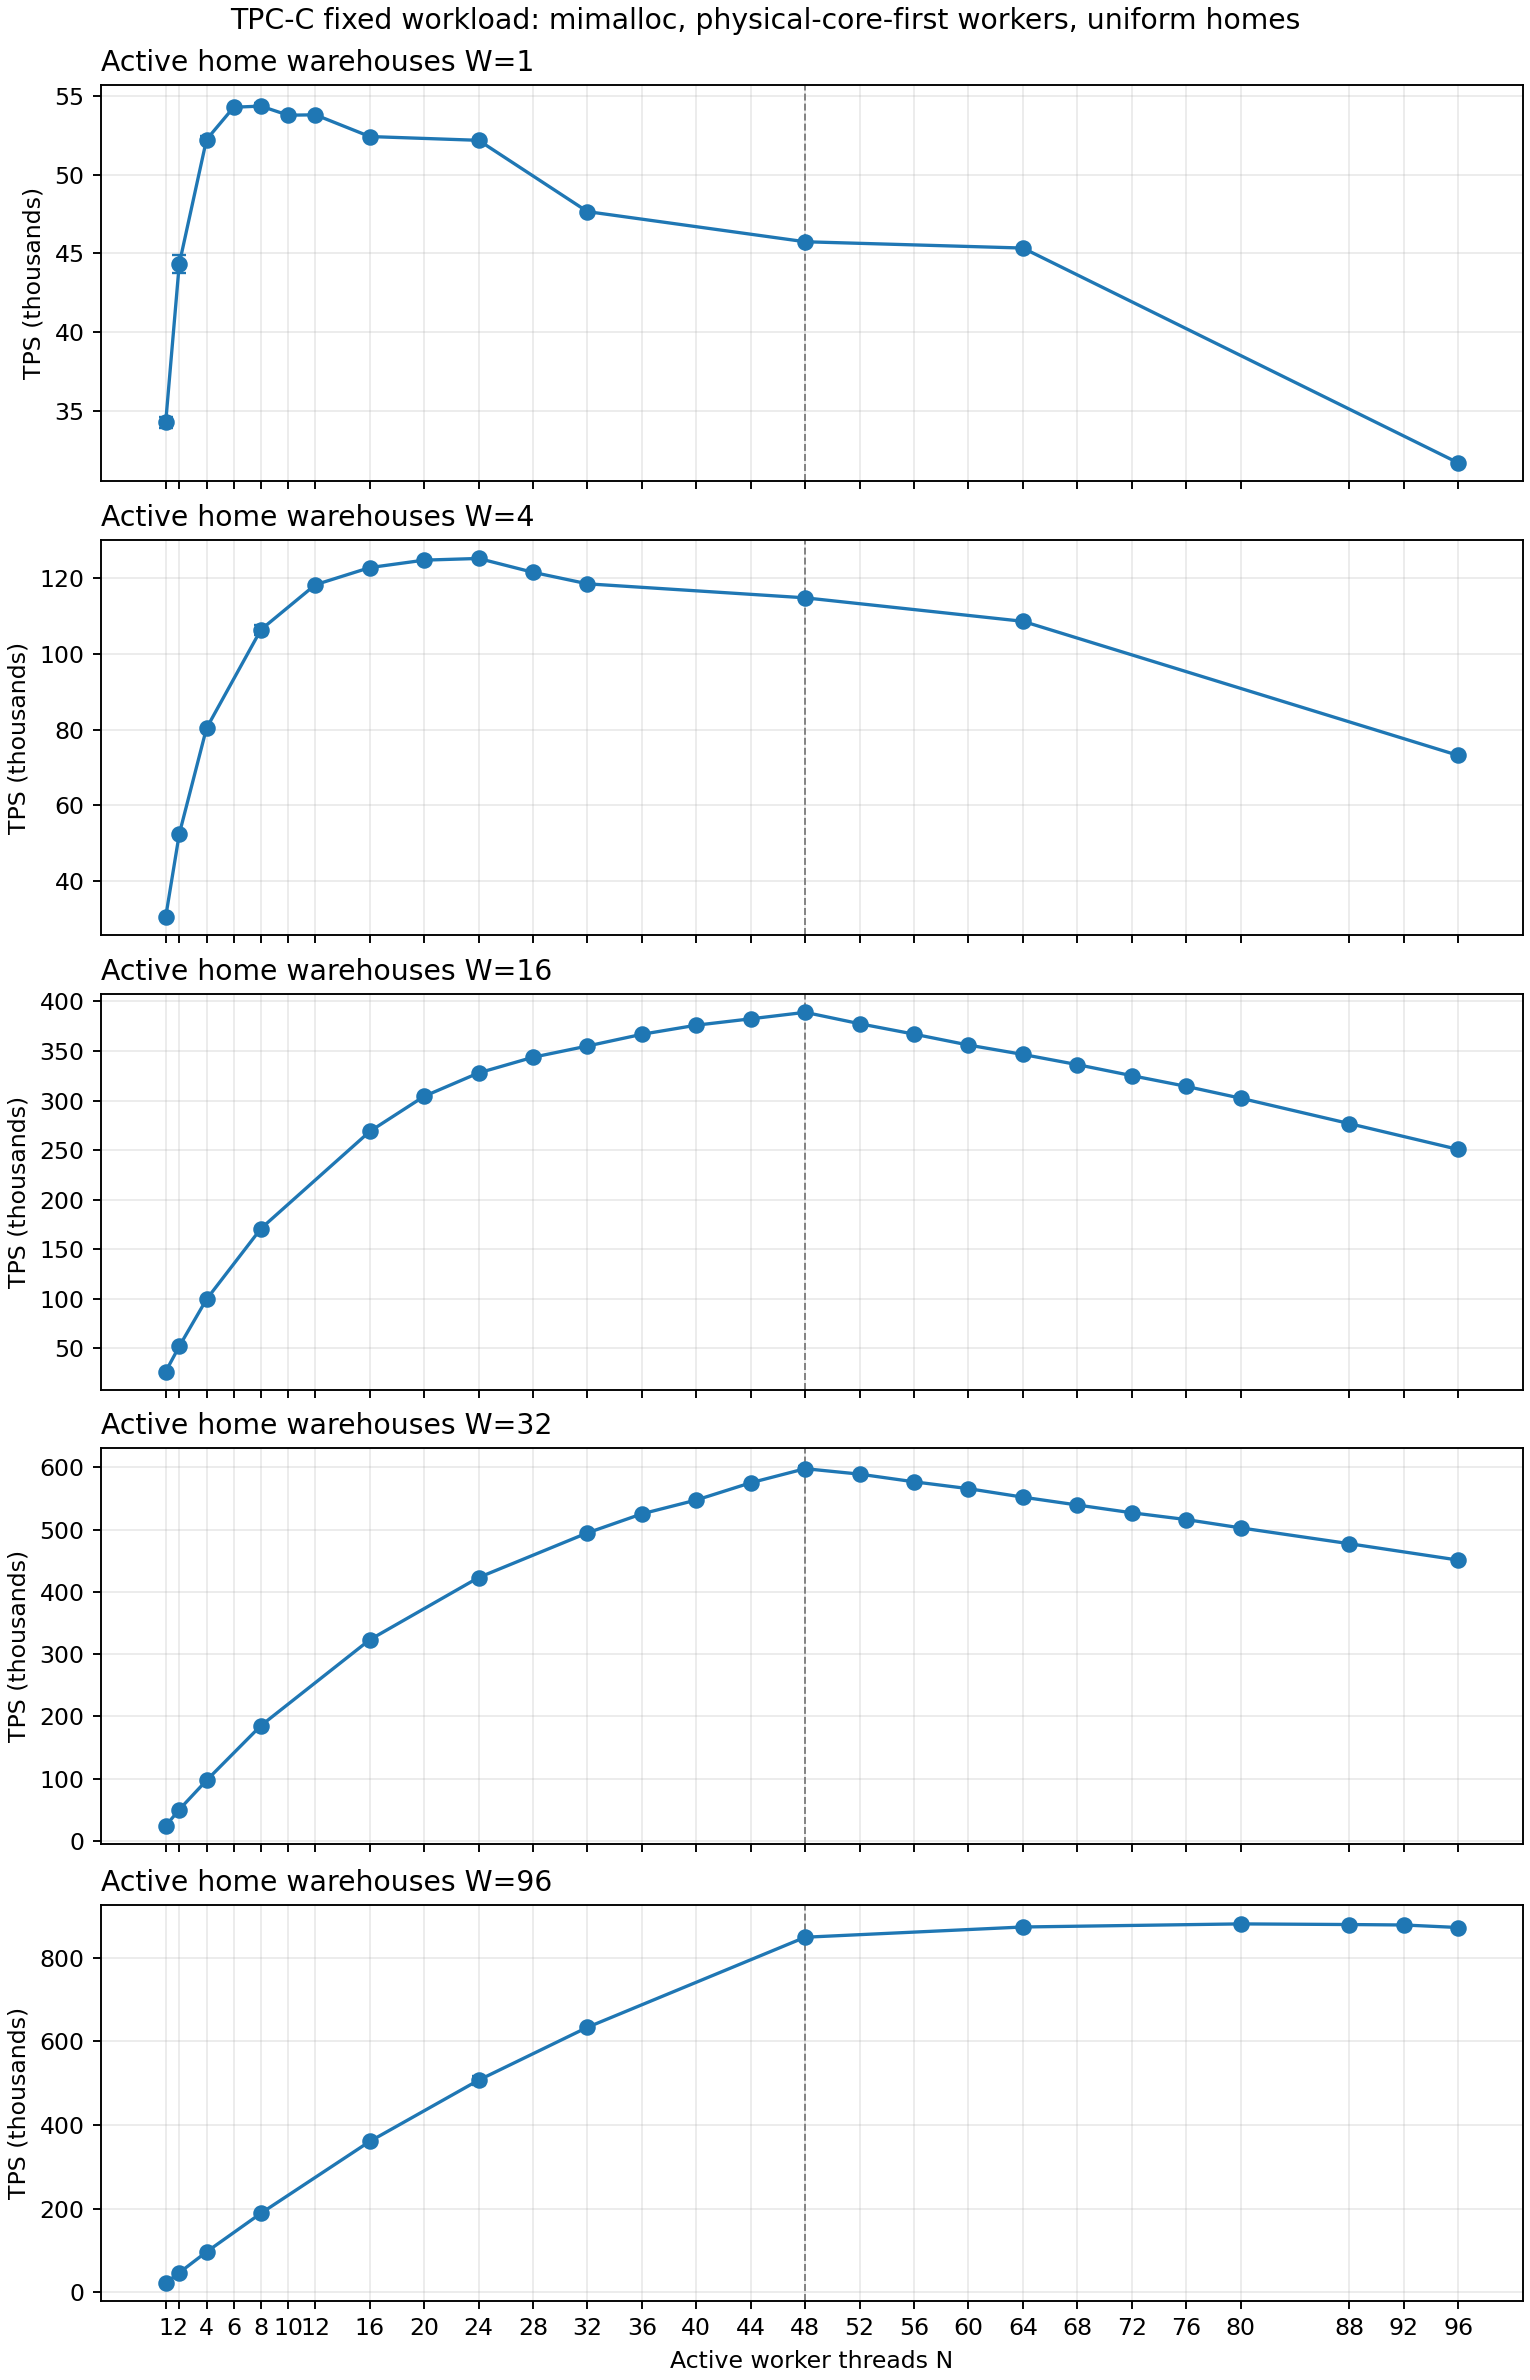 TPC-C fixed workload: mimalloc, physical-core-first workers, uniform homes
Active home warehouses W=1
55
50
45
40
35
TPS (thousands)
Active home warehouses W=4
120
100
80
60
40
TPS (thousands)
Active home warehouses W=16
400
350
300
250
200
150
100
50
TPS (thousands)
Active home warehouses W=32
600
500
400
300
200
100
0
TPS (thousands)
Active home warehouses W=96
800
600
400
200
0
TPS (thousands)
1 2 4 6 8 10 12 16 20 24 28 32 36 40 44 48 52 56 60 64 68 72 76 80 88 92 96
Active worker threads N